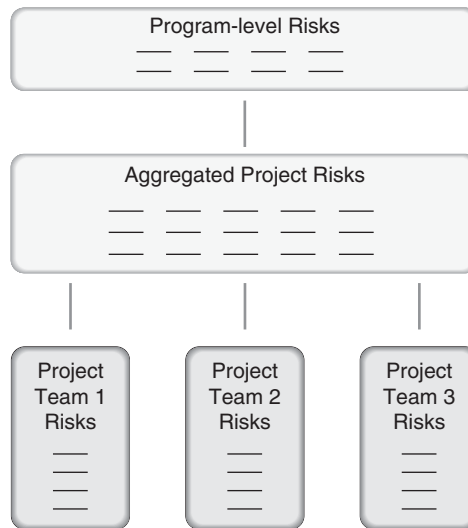 Program-level Risks
Aggregated Project Risks
Project
Team 1
Risks
Project
Team 2
Risks
Project
Team 3
Risks